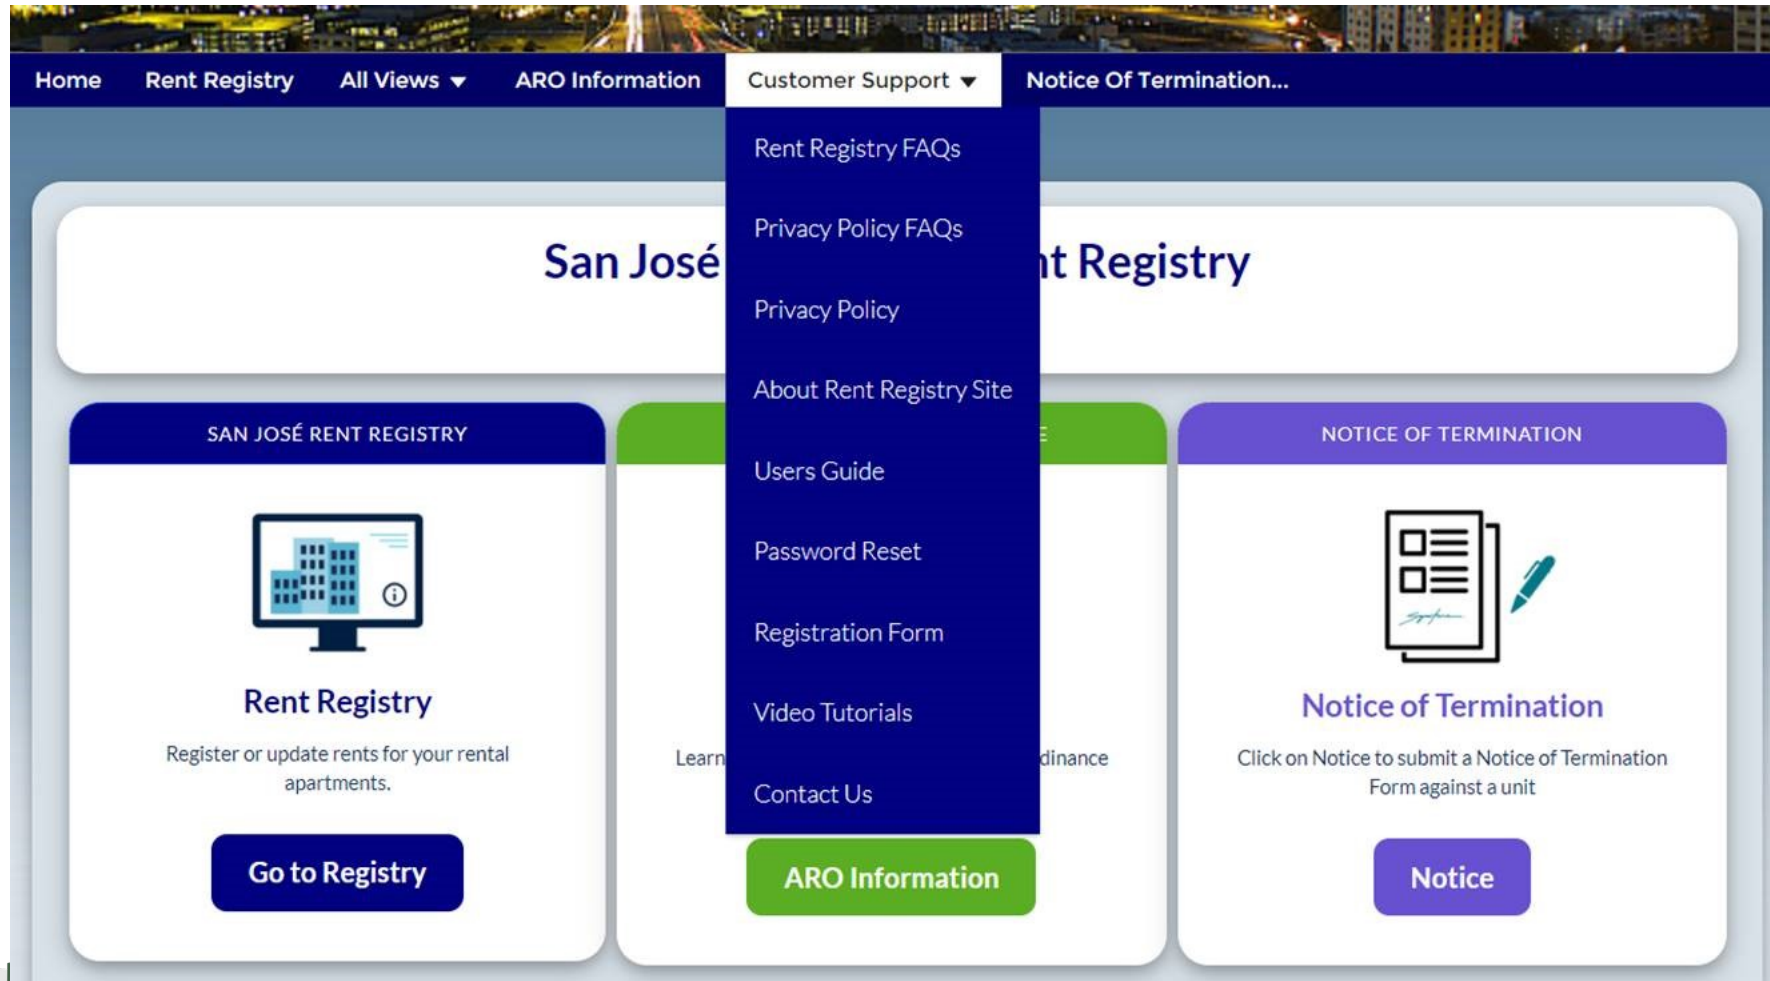 Home Rent Registry All Views ARO Information Customer Support Notice Of Termination...
Rent Registry FAQs
Privacy Policy FAQs
Privacy Policy
About Rent Registry Site
Users Guide
Password Reset
Registration Form
Video Tutorials
Contact Us
San José Registry
SAN JOSÉ RENT REGISTRY
Rent Registry
Register or update rents for your rental
apartments.
Go to Registry
Learn
ARO Information
NOTICE OF TERMINATION
Notice of Termination
Click on Notice to submit a Notice of Termination
Form against a unit
Notice